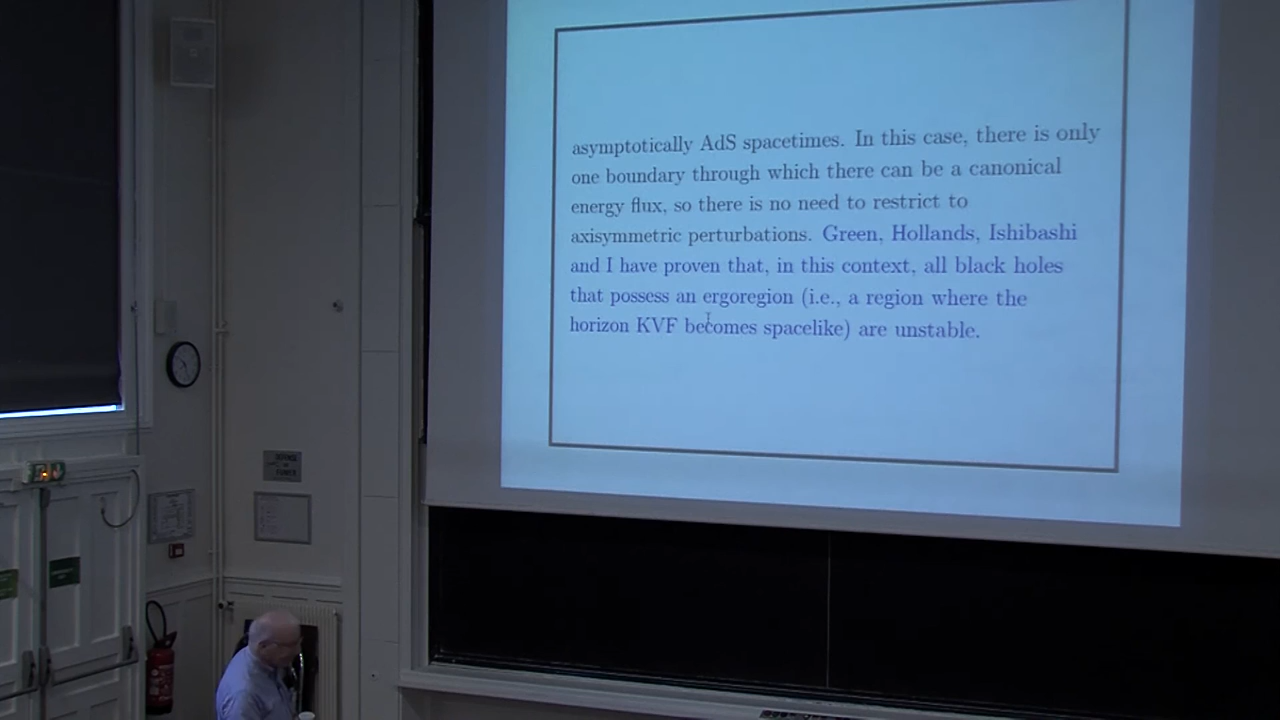 asymptotically AdS spacetimes. In this case, there is only
one boundary through which there can be a canonical
energy flux, so there is no need to restrict to
axisymmetric perturbations. Green, Hollands, Ishibashi
and I have proven that, in this context, all black holes
that possess an ergoregion (i.e., a region where the
horizon KVF becomes spacelike) are unstable.